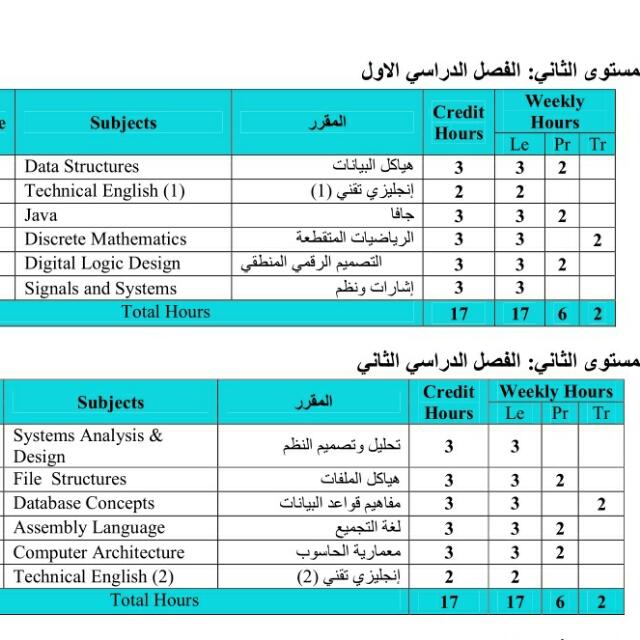 مستوى الثاني: الفصل الدراسي الاول
e Subjects المقرر Credit Hours Weekly Hours
Le Pr Tr
Data Structures هياكل البيانات 3 3 2
Technical English (1) إنجليزي تقني (1) 2 2
Java جافا 3 3 2
Discrete Mathematics الرياضيات المتقطعة 3 3 2
Digital Logic Design التصميم الرقمي المنطقي 3 3 2
Signals and Systems إشارات ونظم 3 3
Total Hours 17 17 6 2
مستوى الثاني: الفصل الدراسي الثاني
Subjects المقرر Credit Hours Weekly Hours
Le Pr Tr
Systems Analysis & Design تحليل وتصميم النظم 3 3
File Structures هياكل الملفات 3 3 2
Database Concepts مفاهيم قواعد البيانات 3 3 2
Assembly Language لغة التجميع 3 3 2
Computer Architecture معمارية الحاسوب 3 3 2
Technical English (2) إنجليزي تقني (2) 2 2
Total Hours 17 17 6 2